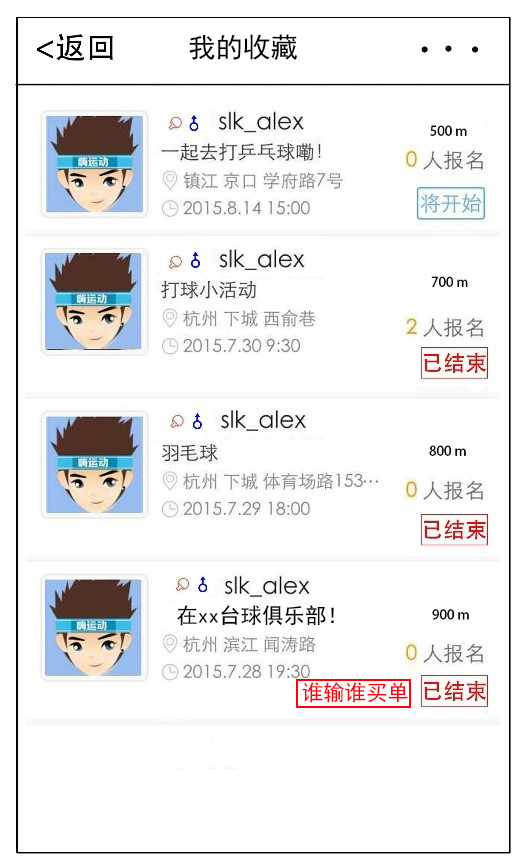 <返回 我的收藏 ···
嗨运动
slk_alex
一起去打乒乓球嘞!
500 m
0 人报名
镇江 京口 学府路7号
2015.8.14 15:00
将开始
嗨运动
slk_alex
打球小活动
700 m
杭州 下城 西俞巷
2 人报名
2015.7.30 9:30
已结束
嗨运动
slk_alex
羽毛球
800 m
杭州 下城 体育场路153···
0 人报名
2015.7.29 18:00
已结束
嗨运动
slk_alex
在xx台球俱乐部!
900 m
杭州 滨江 闻涛路
0 人报名
2015.7.28 19:30
谁输谁买单 已结束